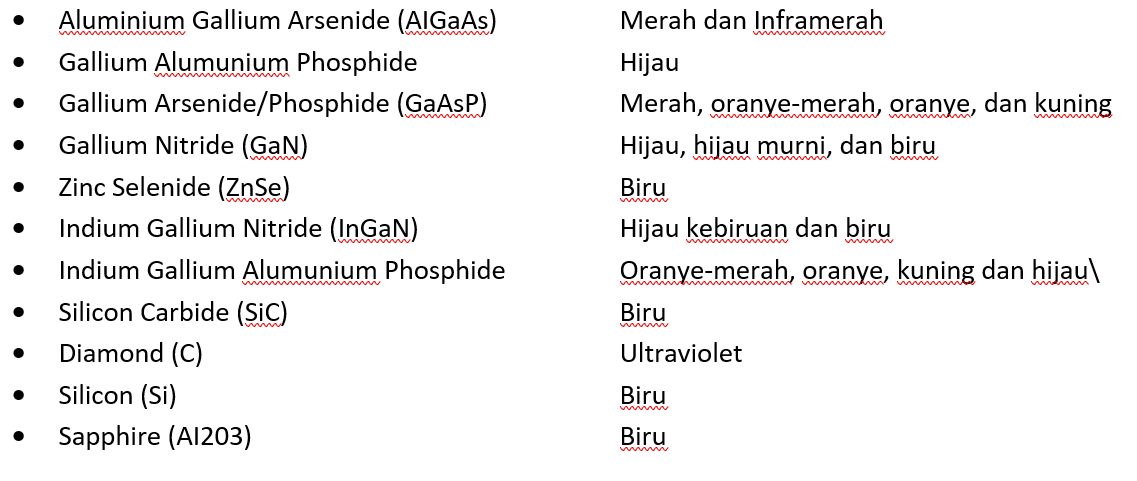 • Aluminium Gallium Arsenide (AIGaAs) Merah dan Inframerah
• Gallium Alumunium Phosphide Hijau
• Gallium Arsenide/Phosphide (GaAsP) Merah, oranye-merah, oranye, dan kuning
• Gallium Nitride (GaN) Hijau, hijau murni, dan biru
• Zinc Selenide (ZnSe) Biru
• Indium Gallium Nitride (InGaN) Hijau kebiruan dan biru
• Indium Gallium Alumunium Phosphide Oranye-merah, oranye, kuning dan hijau\
• Silicon Carbide (SiC) Biru
• Diamond (C) Ultraviolet
• Silicon (Si) Biru
• Sapphire (AI203) Biru